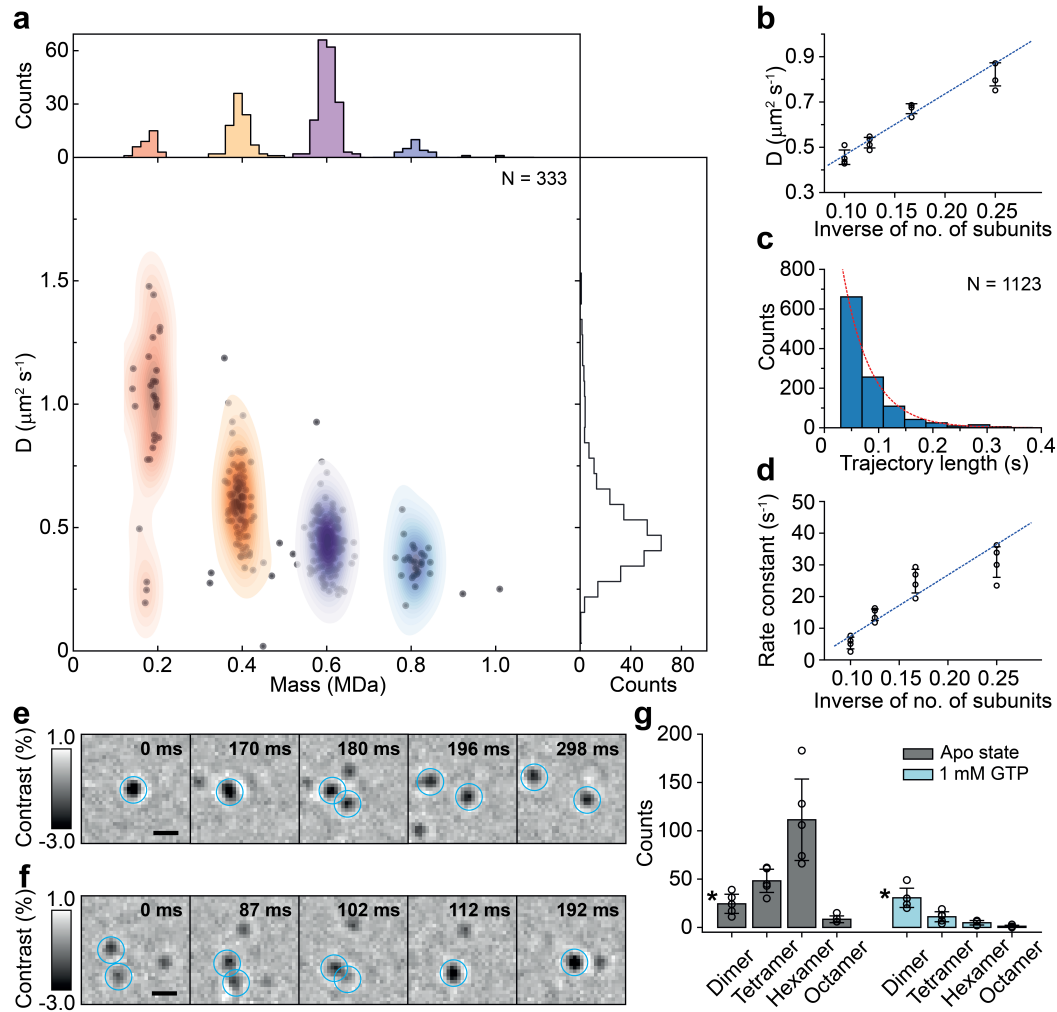 a
Counts
60
30
0
N = 333
D (μm² s⁻¹)
1.5
1.0
0.5
0
0 0.2 0.4 0.6 0.8 1.0
Mass (MDa)
0 40 80
Counts
b
D (μm² s⁻¹)
0.9
0.7
0.5
0.3
0.10 0.15 0.20 0.25
Inverse of no. of subunits
c
N = 1123
Counts
800
600
400
200
0
0 0.1 0.2 0.3 0.4
Trajectory length (s)
d
Rate constant (s⁻¹)
50
40
30
20
10
0
0.10 0.15 0.20 0.25
Inverse of no. of subunits
e
Contrast (%)
1.0
-3.0
0 ms 170 ms 180 ms 196 ms 298 ms
f
Contrast (%)
1.0
-3.0
0 ms 87 ms 102 ms 112 ms 192 ms
g
Counts
200
150
100
50
0
Apo state
1 mM GTP
* *
Dimer Tetramer Hexamer Octamer Dimer Tetramer Hexamer Octamer